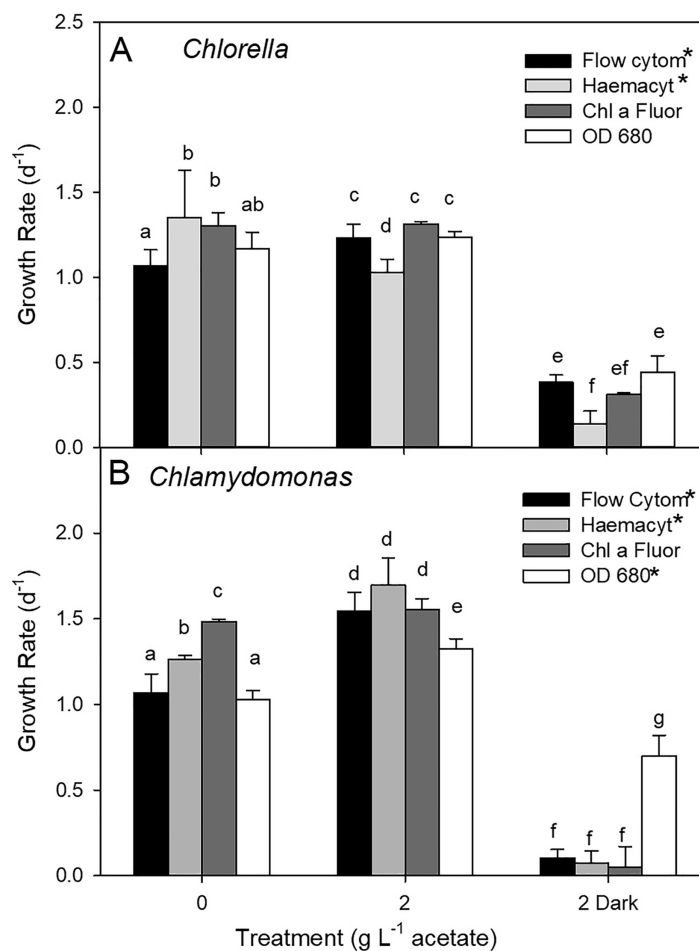 A Chlorella
Flow cytom*
Haemacyt*
Chl a Fluor
OD 680
Growth Rate (d⁻¹)
2.5
2.0
1.5
1.0
0.5
0.0
a b b ab
c d c c
e f ef e
B Chlamydomonas
Flow Cytom*
Haemacyt*
Chl a Fluor
OD 680*
Growth Rate (d⁻¹)
2.0
1.5
1.0
0.5
0.0
a b c a
d d d e
f f f g
0 2 2 Dark
Treatment (g L⁻¹ acetate)